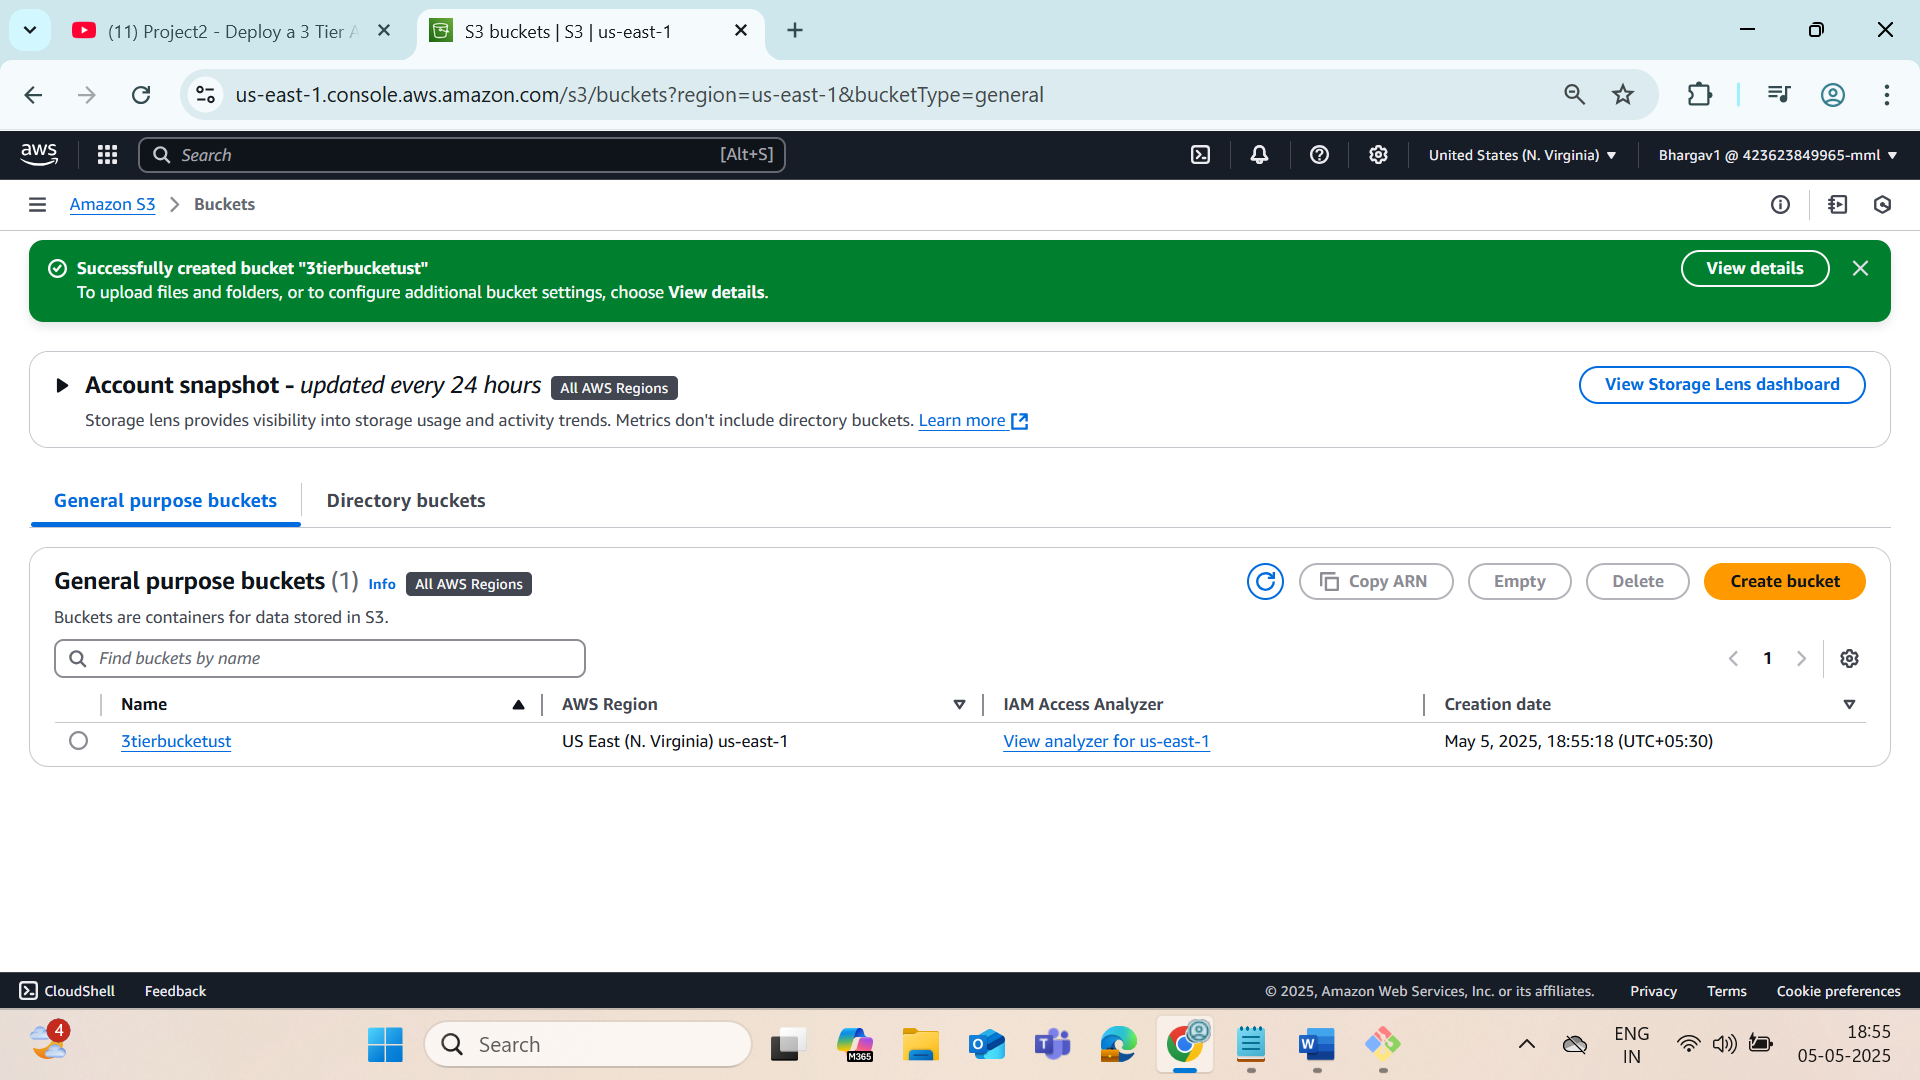 (11) Project2 - Deploy a 3 Tier A
S3 buckets | S3 | us-east-1
us-east-1.console.aws.amazon.com/s3/buckets?region=us-east-1&bucketType=general
aws
Search
[Alt+S]
United States (N. Virginia)
Bhargav1 @ 423623849965-mml
Amazon S3
Buckets
Successfully created bucket "3tierbucketust"
To upload files and folders, or to configure additional bucket settings, choose View details.
View details
Account snapshot - updated every 24 hours
All AWS Regions
View Storage Lens dashboard
Storage lens provides visibility into storage usage and activity trends. Metrics don't include directory buckets. Learn more
General purpose buckets
Directory buckets
General purpose buckets (1)
Info
All AWS Regions
Copy ARN
Empty
Delete
Create bucket
Buckets are containers for data stored in S3.
Find buckets by name
1
Name
AWS Region
IAM Access Analyzer
Creation date
3tierbucketust
US East (N. Virginia) us-east-1
View analyzer for us-east-1
May 5, 2025, 18:55:18 (UTC+05:30)
CloudShell
Feedback
© 2025, Amazon Web Services, Inc. or its affiliates.
Privacy
Terms
Cookie preferences
4
Search
M365
ENG
IN
18:55
05-05-2025